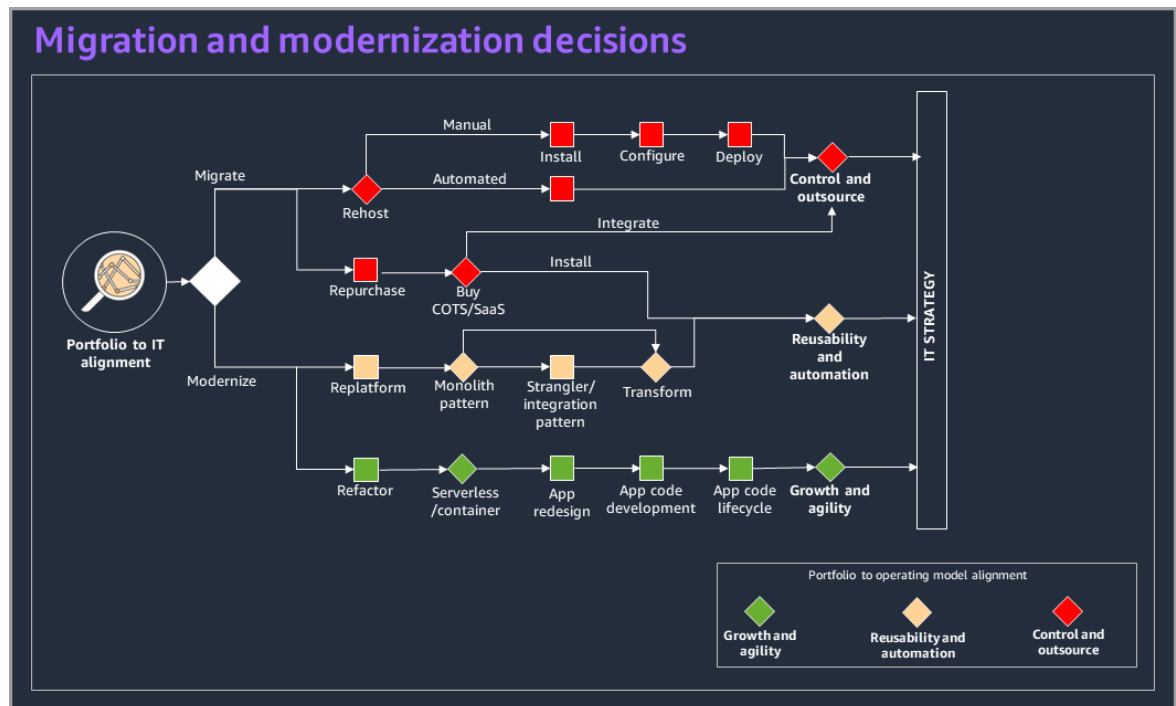 Migration and modernization decisions
Manual
Install
Configure
Deploy
Migrate
Automated
Rehost
Control and
outsource
Integrate
Install
Repurchase
Buy
COTS/SaaS
Portfolio to IT
alignment
Reusability
and
automation
IT STRATEGY
Modernize
Replatform
Monolith
pattern
Strangler/
integration
pattern
Transform
Refactor
Serverless
/container
App
redesign
App code
development
App code
lifecycle
Growth and
agility
Portfolio to operating model alignment
Growth and
agility
Reusability and
automation
Control and
outsource